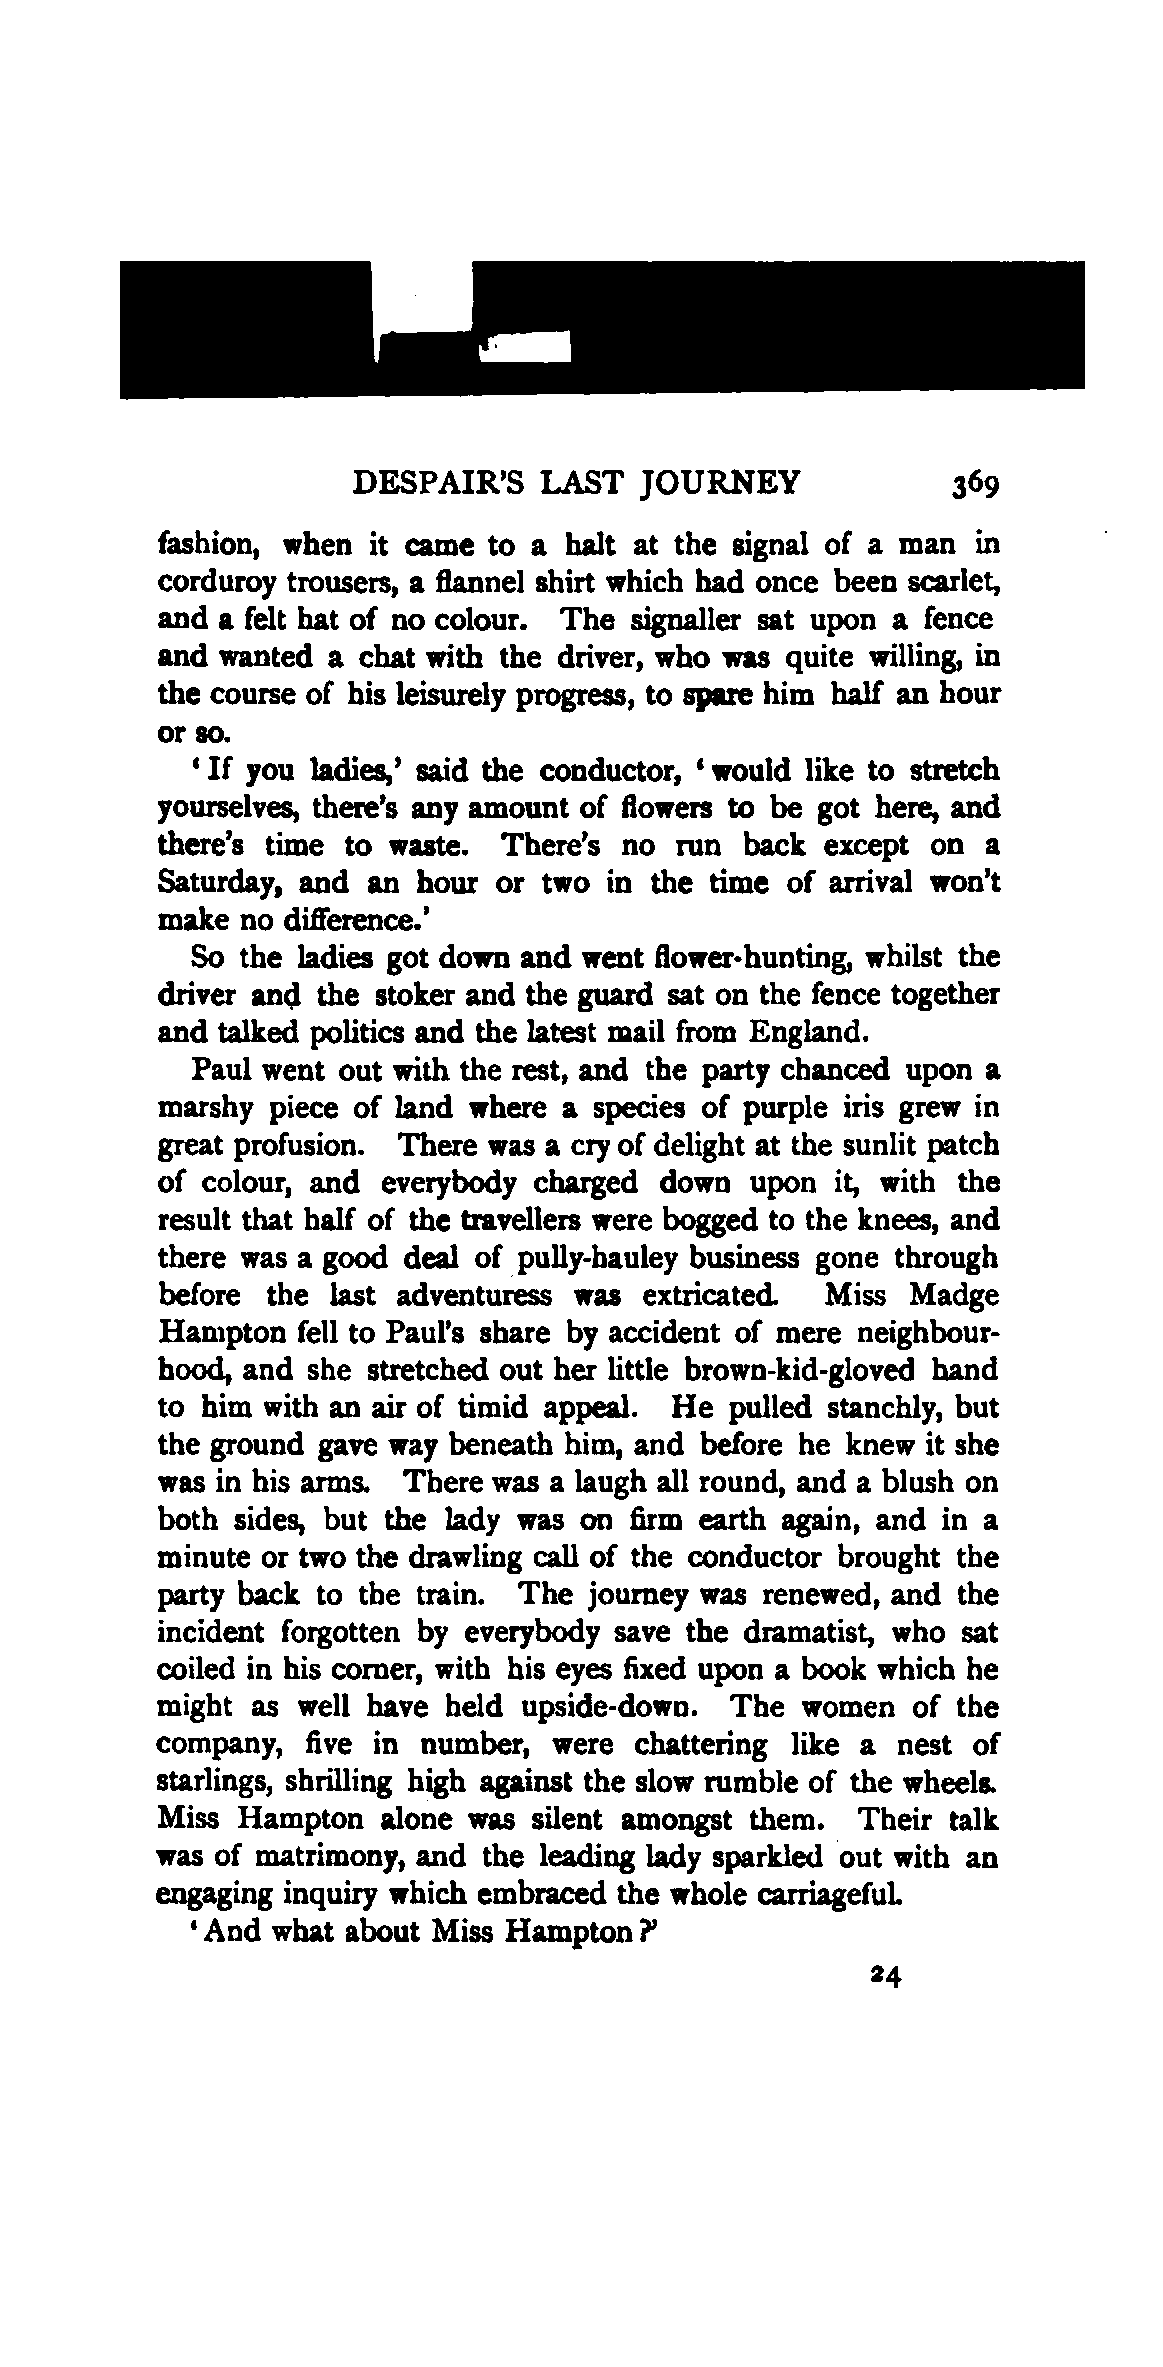 DESPAIR'S LAST JOURNEY 369
fashion, when it came to a halt at the signal of a man in
corduroy trousers, a flannel shirt which had once been scarlet,
and a felt hat of no colour. The signaller sat upon a fence
and wanted a chat with the driver, who was quite willing, in
the course of his leisurely progress, to spare him half an hour
or so.
‘If you ladies,’ said the conductor, ‘would like to stretch
yourselves, there's any amount of flowers to be got here, and
there's time to waste. There's no run back except on a
Saturday, and an hour or two in the time of arrival won't
make no difference.’
So the ladies got down and went flower-hunting, whilst the
driver and the stoker and the guard sat on the fence together
and talked politics and the latest mail from England.
Paul went out with the rest, and the party chanced upon a
marshy piece of land where a species of purple iris grew in
great profusion. There was a cry of delight at the sunlit patch
of colour, and everybody charged down upon it, with the
result that half of the travellers were bogged to the knees, and
there was a good deal of pully-hauley business gone through
before the last adventuress was extricated. Miss Madge
Hampton fell to Paul's share by accident of mere neighbour-
hood, and she stretched out her little brown-kid-gloved hand
to him with an air of timid appeal. He pulled stanchly, but
the ground gave way beneath him, and before he knew it she
was in his arms. There was a laugh all round, and a blush on
both sides, but the lady was on firm earth again, and in a
minute or two the drawling call of the conductor brought the
party back to the train. The journey was renewed, and the
incident forgotten by everybody save the dramatist, who sat
coiled in his corner, with his eyes fixed upon a book which he
might as well have held upside-down. The women of the
company, five in number, were chattering like a nest of
starlings, shrilling high against the slow rumble of the wheels.
Miss Hampton alone was silent amongst them. Their talk
was of matrimony, and the leading lady sparkled out with an
engaging inquiry which embraced the whole carriageful.
‘And what about Miss Hampton?’
24